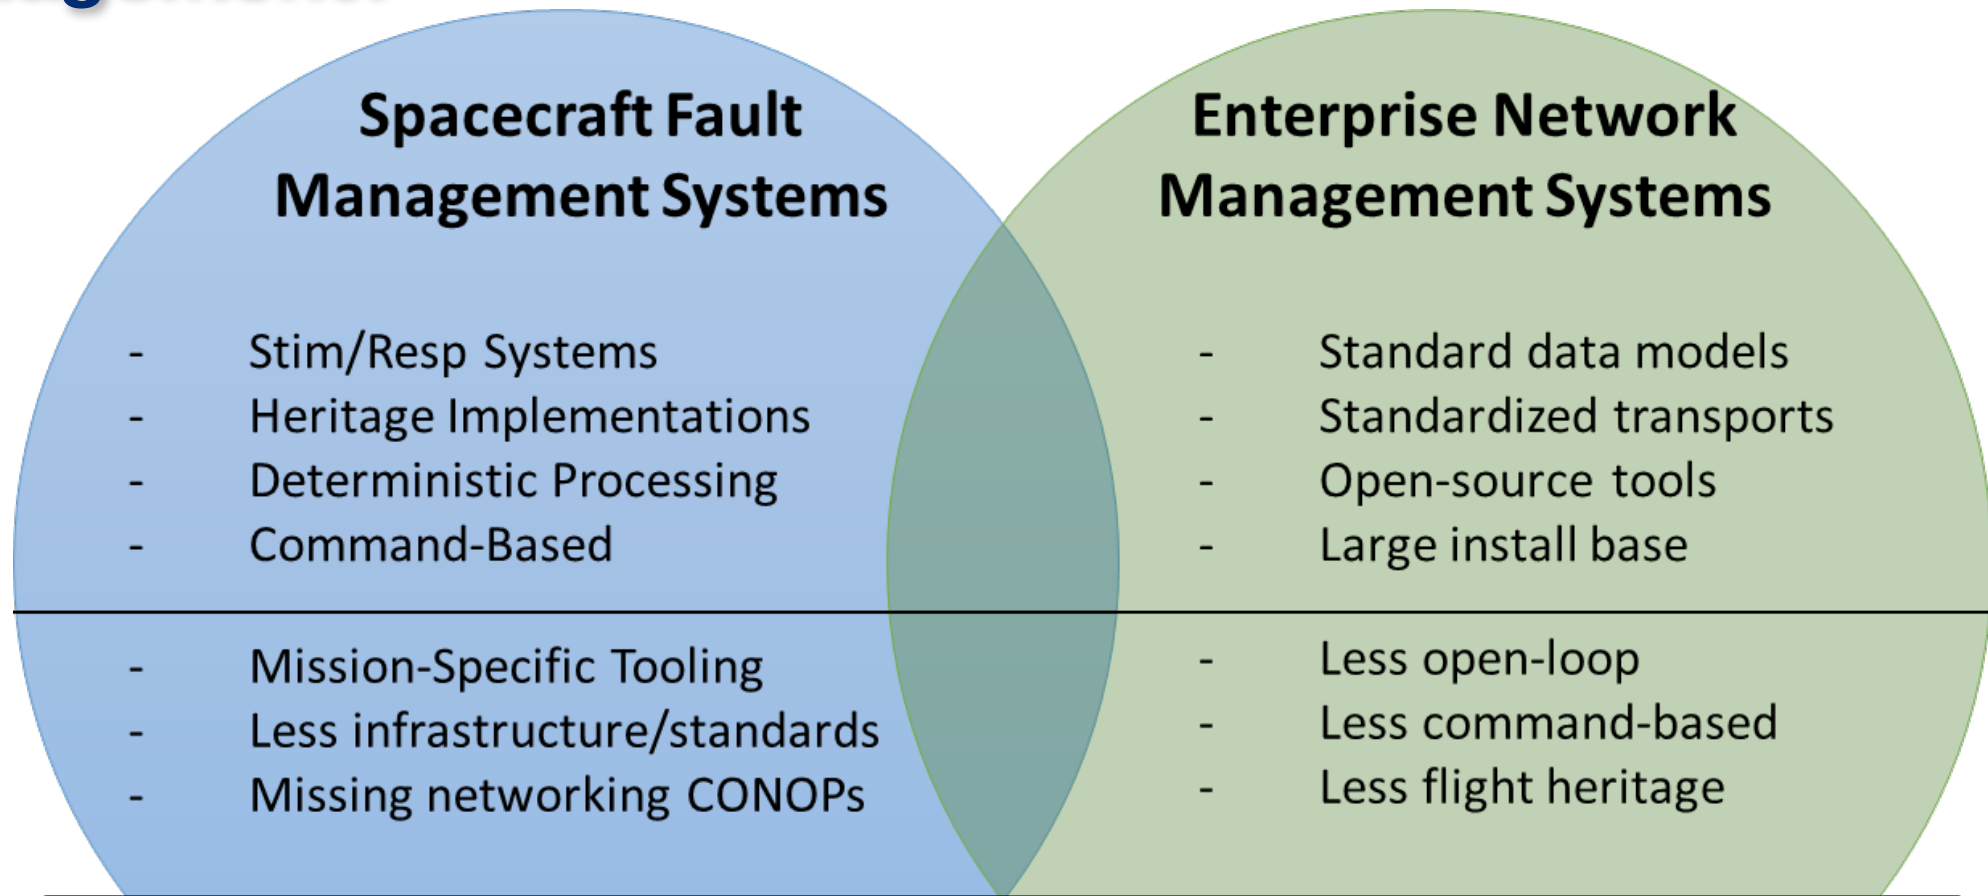 Spacecraft Fault
Management Systems
- Stim/Resp Systems
- Heritage Implementations
- Deterministic Processing
- Command-Based
- Mission-Specific Tooling
- Less infrastructure/standards
- Missing networking CONOPs
Enterprise Network
Management Systems
- Standard data models
- Standardized transports
- Open-source tools
- Large install base
- Less open-loop
- Less command-based
- Less flight heritage